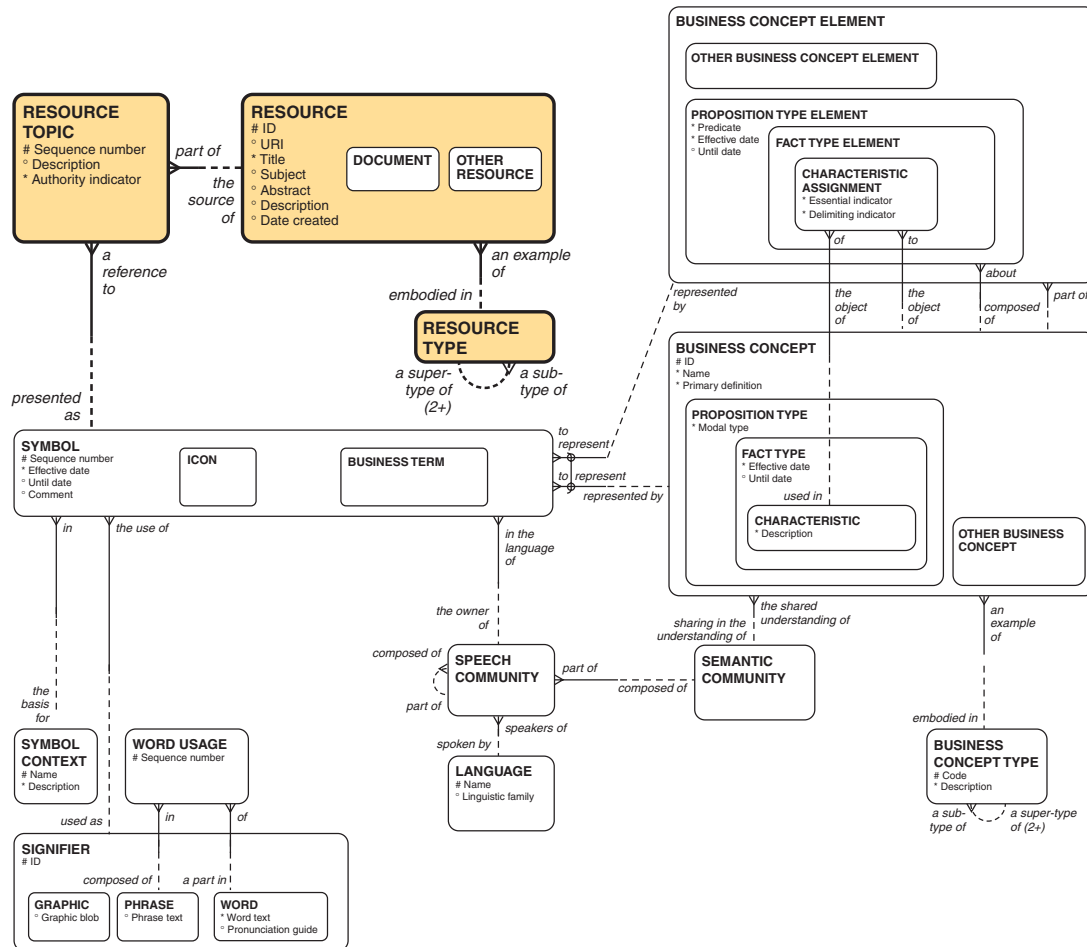 BUSINESS CONCEPT ELEMENT
OTHER BUSINESS CONCEPT ELEMENT
PROPOSITION TYPE ELEMENT
* Predicate
* Effective date
○ Until date
FACT TYPE ELEMENT
CHARACTERISTIC
ASSIGNMENT
* Essential indicator
* Delimiting indicator
of
to
about
the
object
of
the
object
of
composed
of
part of
represented
by
RESOURCE
TOPIC
# Sequence number
○ Description
* Authority indicator
part of
the
source
of
RESOURCE
# ID
○ URI
* Title
○ Subject
○ Abstract
○ Description
○ Date created
DOCUMENT
OTHER
RESOURCE
a
reference
to
an example
of
embodied in
RESOURCE
TYPE
a super-
type of
(2+)
a sub-
type of
presented
as
BUSINESS CONCEPT
# ID
* Name
* Primary definition
PROPOSITION TYPE
* Modal type
FACT TYPE
* Effective date
○ Until date
used in
CHARACTERISTIC
* Description
OTHER BUSINESS
CONCEPT
SYMBOL
# Sequence number
* Effective date
○ Until date
○ Comment
ICON
BUSINESS TERM
to
represent
to
represent
represented by
in
the use of
in the
language
of
the owner
of
the shared
understanding of
sharing in the
understanding of
an
example
of
composed of
part of
SPEECH
COMMUNITY
part of
composed of
SEMANTIC
COMMUNITY
speakers of
spoken by
LANGUAGE
# Name
○ Linguistic family
embodied in
BUSINESS
CONCEPT TYPE
# Code
* Description
a sub-
type of
a super-type
of (2+)
the
basis
for
SYMBOL
CONTEXT
# Name
* Description
WORD USAGE
# Sequence number
used as
in
of
SIGNIFIER
# ID
composed of
a part in
GRAPHIC
○ Graphic blob
PHRASE
○ Phrase text
WORD
* Word text
○ Pronunciation guide